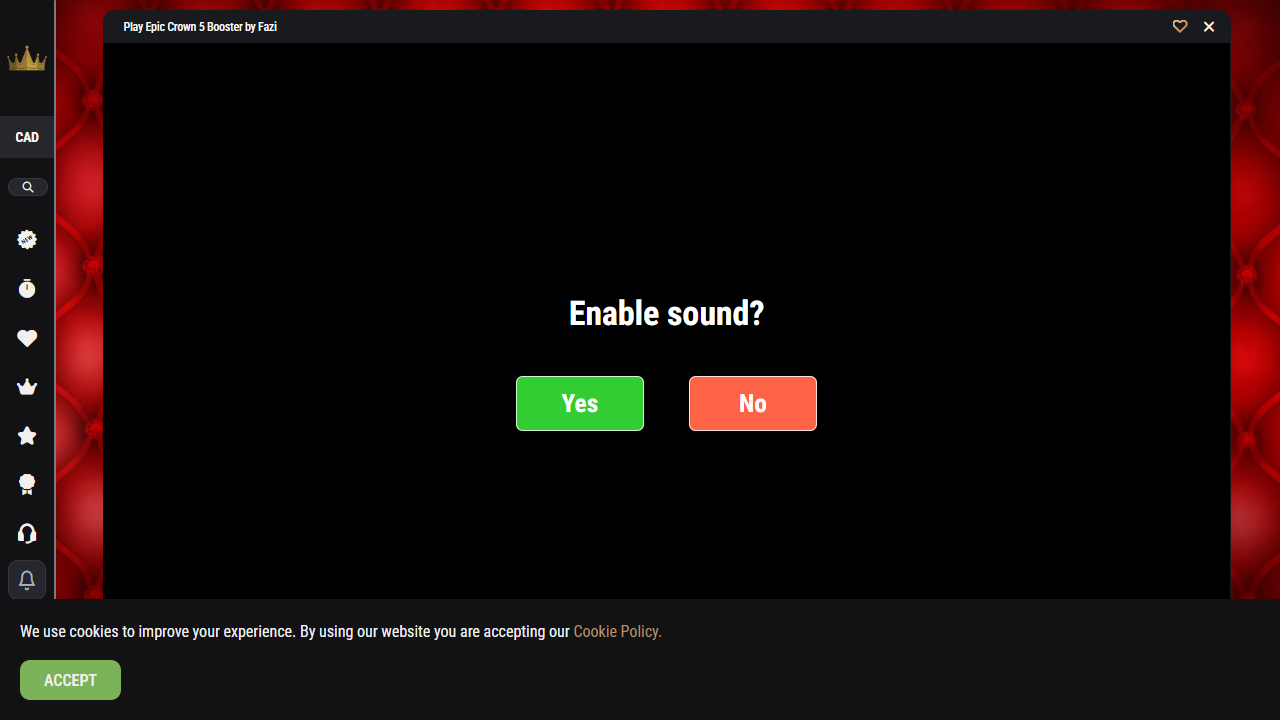 Play Epic Crown 5 Booster by Fazi
CAD
NEW
Enable sound?
Yes
No
We use cookies to improve your experience. By using our website you are accepting our Cookie Policy.
ACCEPT